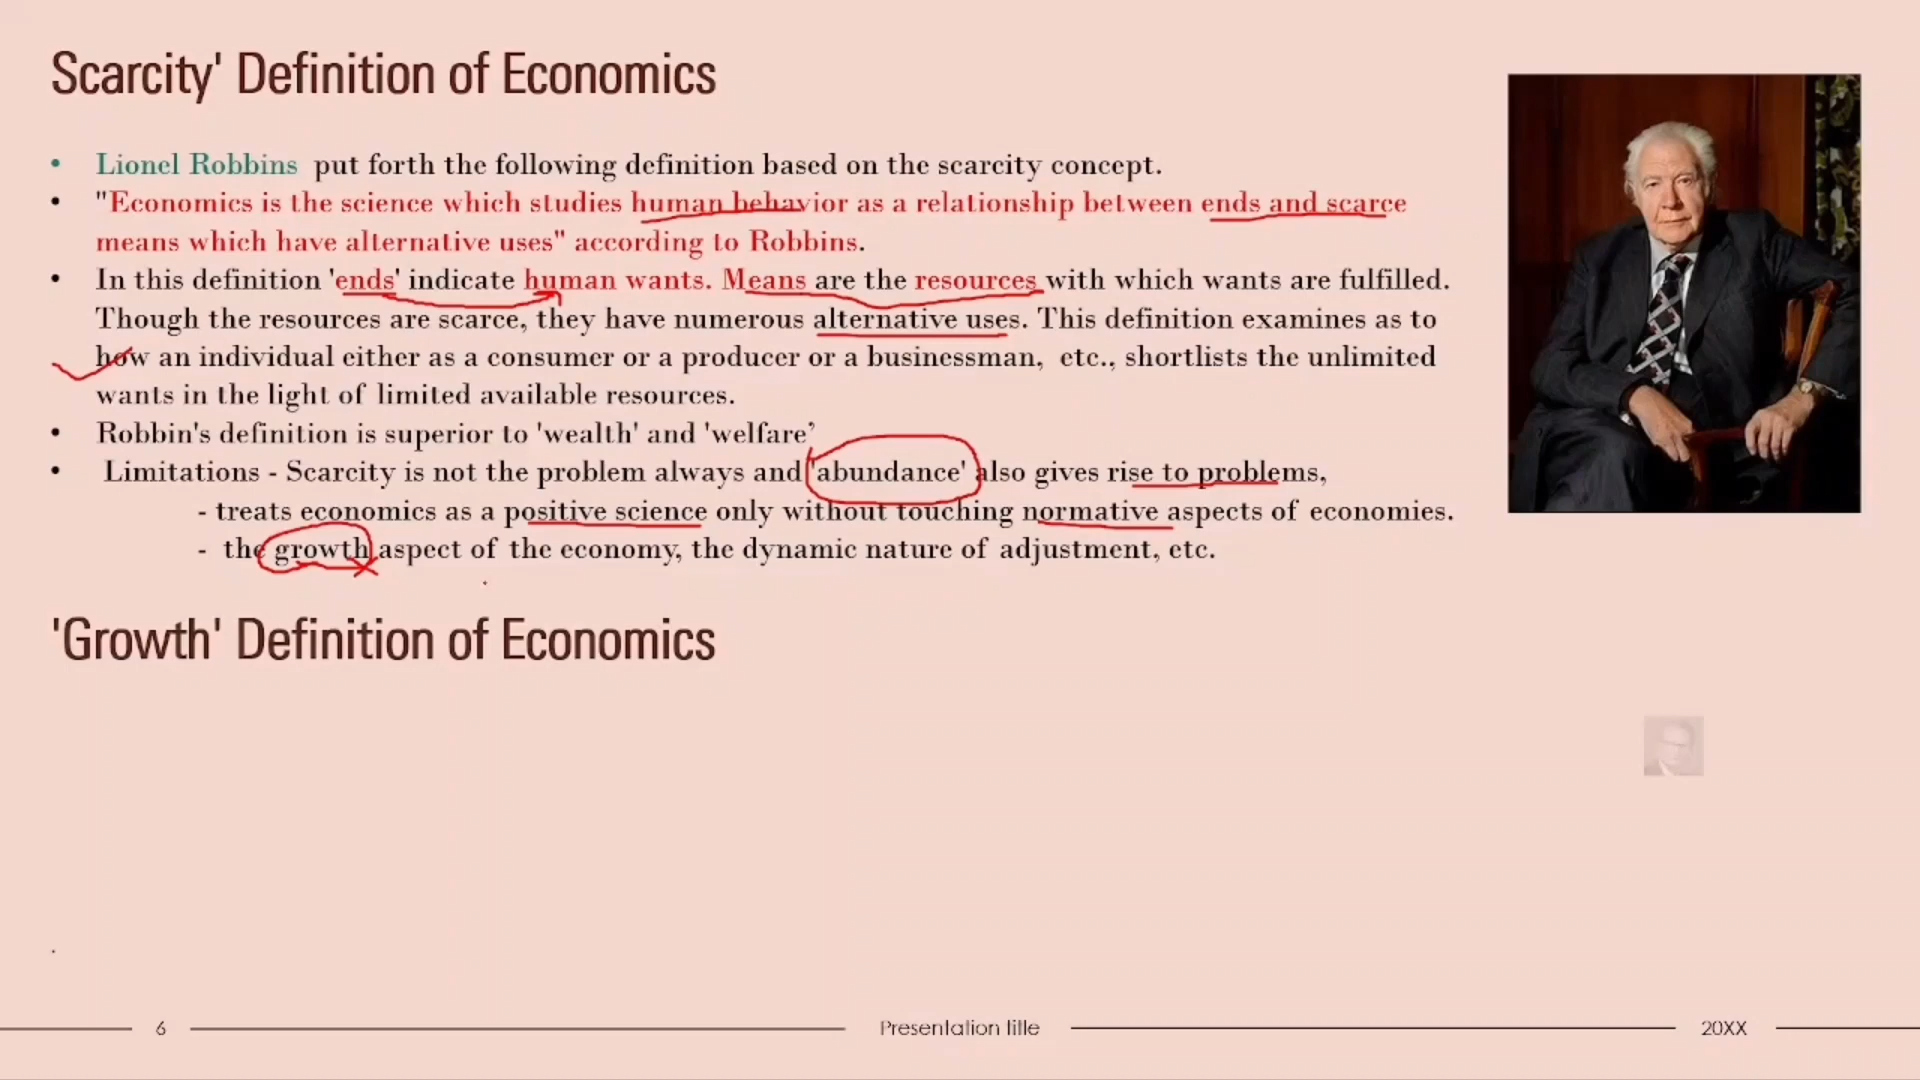 Scarcity' Definition of Economics
• Lionel Robbins put forth the following definition based on the scarcity concept.
• "Economics is the science which studies human behavior as a relationship between ends and scarce
means which have alternative uses" according to Robbins.
• In this definition 'ends' indicate human wants. Means are the resources with which wants are fulfilled.
Though the resources are scarce, they have numerous alternative uses. This definition examines as to
how an individual either as a consumer or a producer or a businessman, etc., shortlists the unlimited
wants in the light of limited available resources.
• Robbin's definition is superior to 'wealth' and 'welfare’
• Limitations - Scarcity is not the problem always and 'abundance' also gives rise to problems,
- treats economics as a positive science only without touching normative aspects of economies.
- the growth aspect of the economy, the dynamic nature of adjustment, etc.
'Growth' Definition of Economics
.
6 Presentation title 20XX